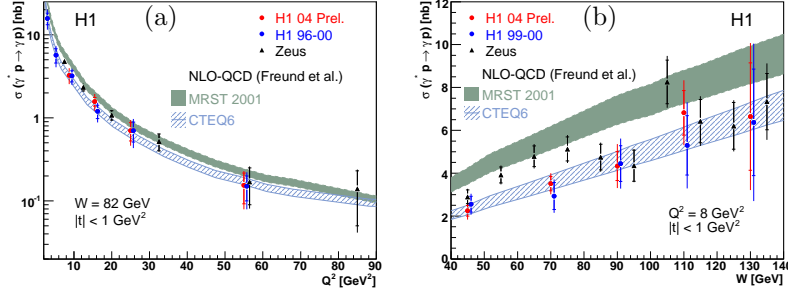 σ (γ* p → γ p) [nb]
10
1
10⁻¹
H1
(a)
H1 04 Prel.
H1 96-00
Zeus
NLO-QCD (Freund et al.)
MRST 2001
CTEQ6
W = 82 GeV
|t| < 1 GeV²
10 20 30 40 50 60 70 80 90
Q² [GeV²]
σ (γ* p → γ p) [nb]
12
10
8
6
4
2
0
(b)
H1
H1 04 Prel.
H1 99-00
Zeus
NLO-QCD (Freund et al.)
MRST 2001
CTEQ6
Q² = 8 GeV²
|t| < 1 GeV²
40 50 60 70 80 90 100 110 120 130 140
W [GeV]